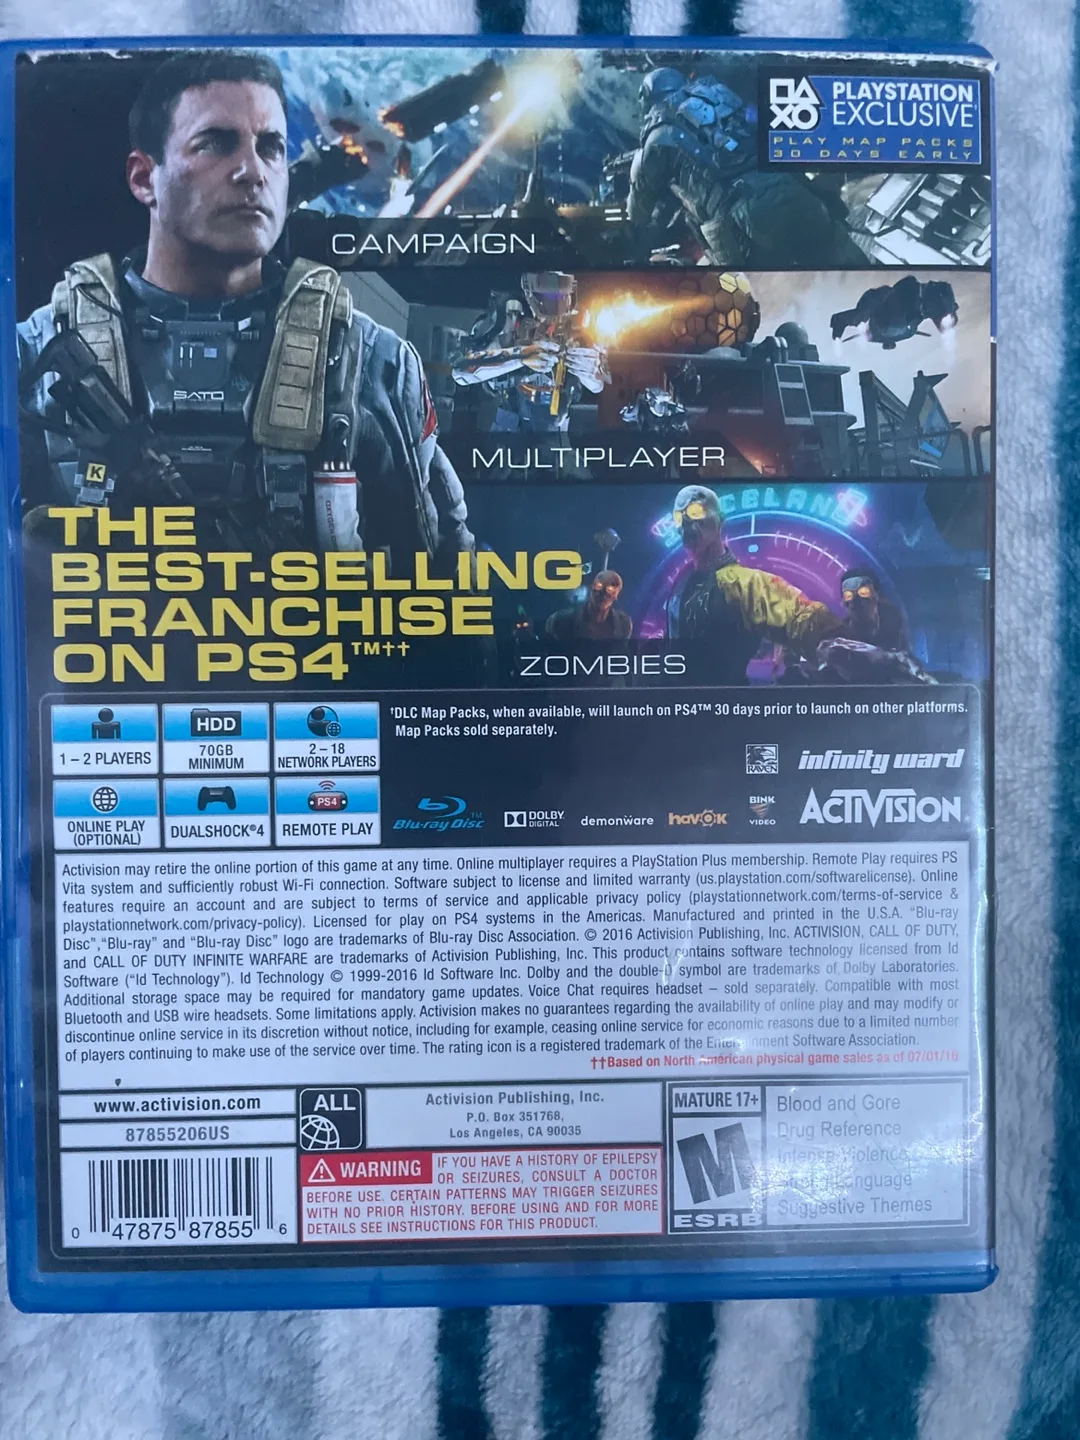 PLAYSTATION
EXCLUSIVE
PLAY MAP PACKS
30 DAYS EARLY
CAMPAIGN
SATO
MULTIPLAYER
K
THE
BEST-SELLING
FRANCHISE
ON PS4™††
ZOMBIES
1 – 2 PLAYERS
HDD
70GB
MINIMUM
2 – 18
NETWORK PLAYERS
†DLC Map Packs, when available, will launch on PS4™ 30 days prior to launch on other platforms.
Map Packs sold separately.
RAVEN
infinity ward
ONLINE PLAY
(OPTIONAL)
DUALSHOCK®4
PS4
REMOTE PLAY
Blu-ray Disc™
DOLBY
DIGITAL
demonware
havok
BINK
VIDEO
ACTIVISION
Activision may retire the online portion of this game at any time. Online multiplayer requires a PlayStation Plus membership. Remote Play requires PS
Vita system and sufficiently robust Wi-Fi connection. Software subject to license and limited warranty (us.playstation.com/softwarelicense). Online
features require an account and are subject to terms of service and applicable privacy policy (playstationnetwork.com/terms-of-service &
playstationnetwork.com/privacy-policy). Licensed for play on PS4 systems in the Americas. Manufactured and printed in the U.S.A. “Blu-ray
Disc”,“Blu-ray” and “Blu-ray Disc” logo are trademarks of Blu-ray Disc Association. © 2016 Activision Publishing, Inc. ACTIVISION, CALL OF DUTY,
and CALL OF DUTY INFINITE WARFARE are trademarks of Activision Publishing, Inc. This product contains software technology licensed from Id
Software (“Id Technology”). Id Technology © 1999-2016 Id Software Inc. Dolby and the double-D symbol are trademarks of Dolby Laboratories.
Additional storage space may be required for mandatory game updates. Voice Chat requires headset – sold separately. Compatible with most
Bluetooth and USB wire headsets. Some limitations apply. Activision makes no guarantees regarding the availability of online play and may modify or
discontinue online service in its discretion without notice, including for example, ceasing online service for economic reasons due to a limited number
of players continuing to make use of the service over time. The rating icon is a registered trademark of the Entertainment Software Association.
††Based on North American physical game sales as of 07/01/16
www.activision.com
87855206US
ALL
Activision Publishing, Inc.
P.O. Box 351768,
Los Angeles, CA 90035
WARNING IF YOU HAVE A HISTORY OF EPILEPSY
OR SEIZURES, CONSULT A DOCTOR
BEFORE USE. CERTAIN PATTERNS MAY TRIGGER SEIZURES
WITH NO PRIOR HISTORY. BEFORE USING AND FOR MORE
DETAILS SEE INSTRUCTIONS FOR THIS PRODUCT.
MATURE 17+
M
ESRB
Blood and Gore
Drug Reference
Intense Violence
Strong Language
Suggestive Themes
0 47875 87855 6